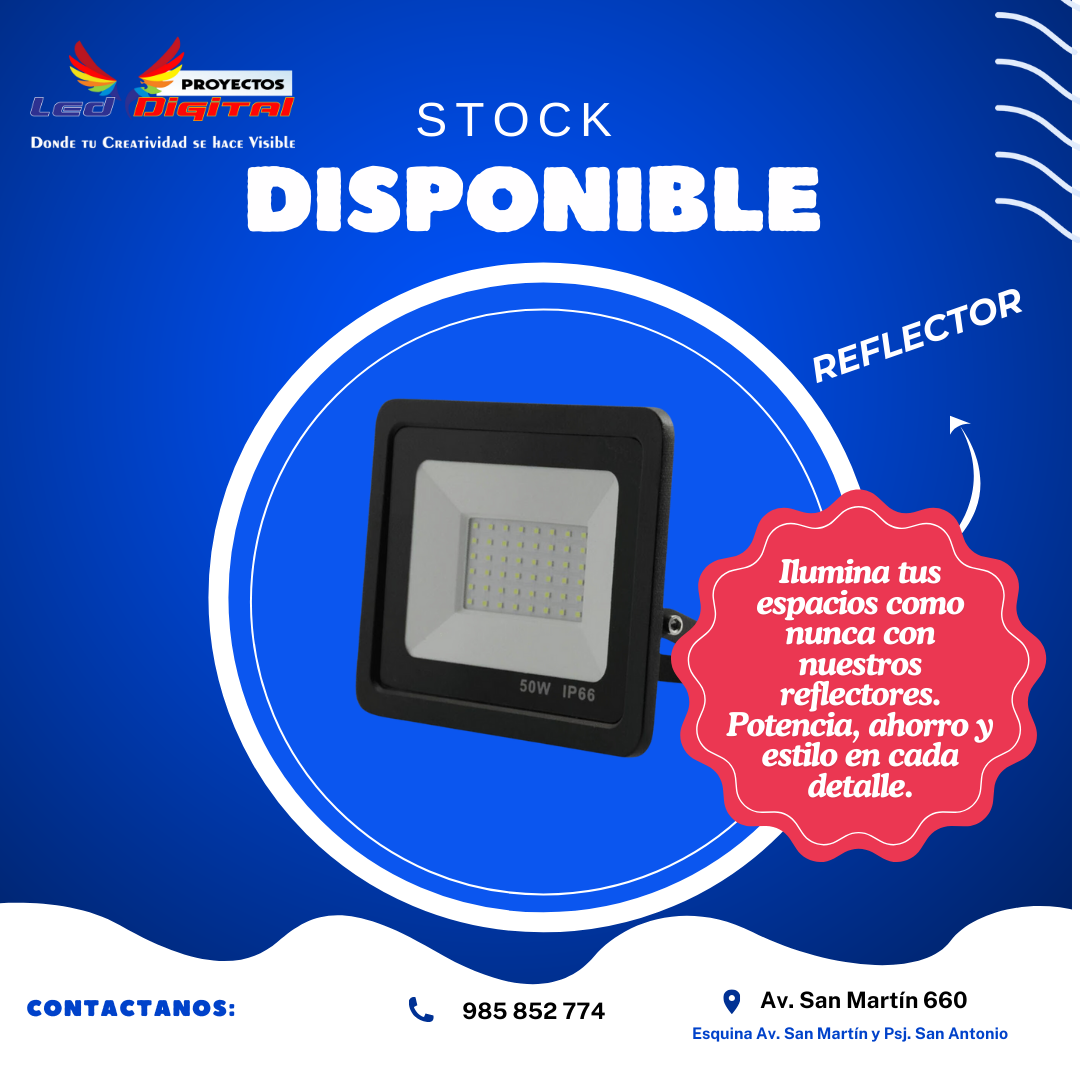 PROYECTOS
Led Digital
Donde tu Creatividad se hace Visible
STOCK
DISPONIBLE
REFLECTOR
Ilumina tus
espacios como
nunca con
nuestros
reflectores.
Potencia, ahorro y
estilo en cada
detalle.
50W IP66
CONTACTANOS:
985 852 774
Av. San Martín 660
Esquina Av. San Martín y Psj. San Antonio